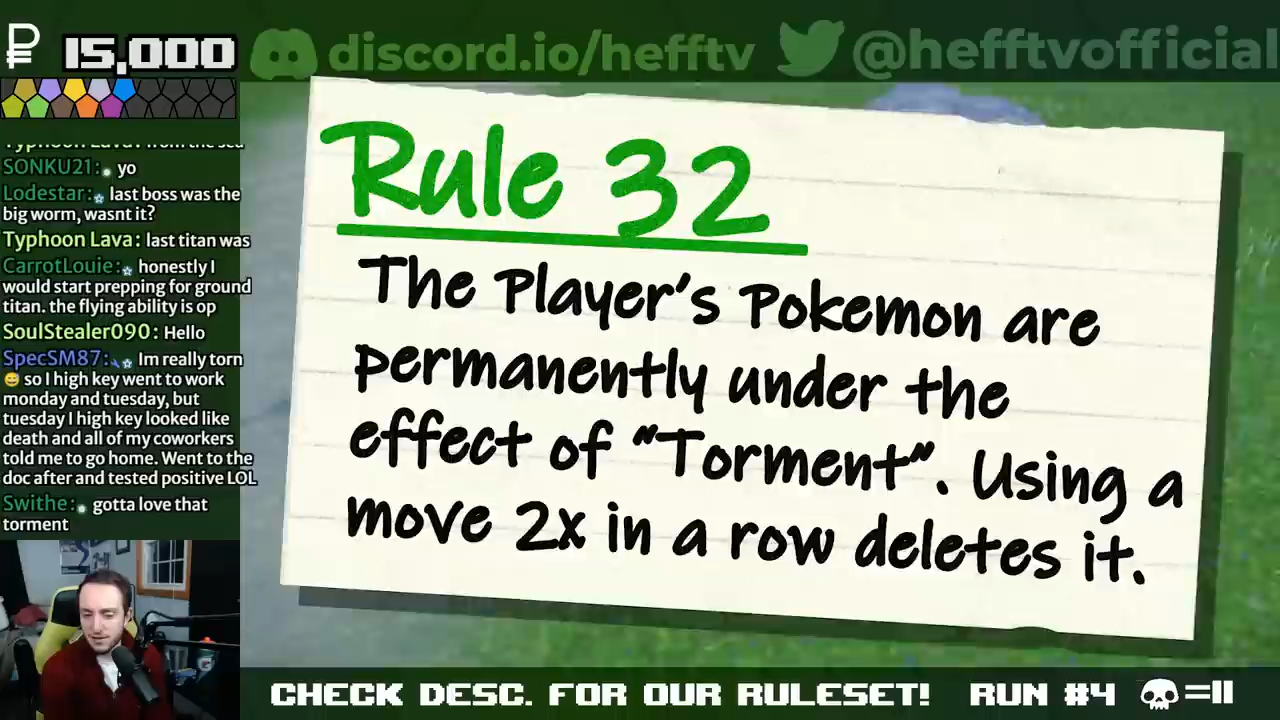 ₽ 15,000
discord.io/hefftv @hefftvofficial
SONKU21: yo
Lodestar: last boss was the
big worm, wasnt it?
Typhoon Lava: last titan was
CarrotLouie: honestly I
would start prepping for ground
titan. the flying ability is op
SoulStealer090: Hello
SpecSM87: Im really torn
so I high key went to work
monday and tuesday, but
tuesday I high key looked like
death and all of my coworkers
told me to go home. Went to the
doc after and tested positive LOL
Swithe: gotta love that
torment
Rule 32
The Player's Pokemon are
permanently under the
effect of "Torment". Using a
move 2x in a row deletes it.
CHECK DESC. FOR OUR RULESET! RUN #4 =11